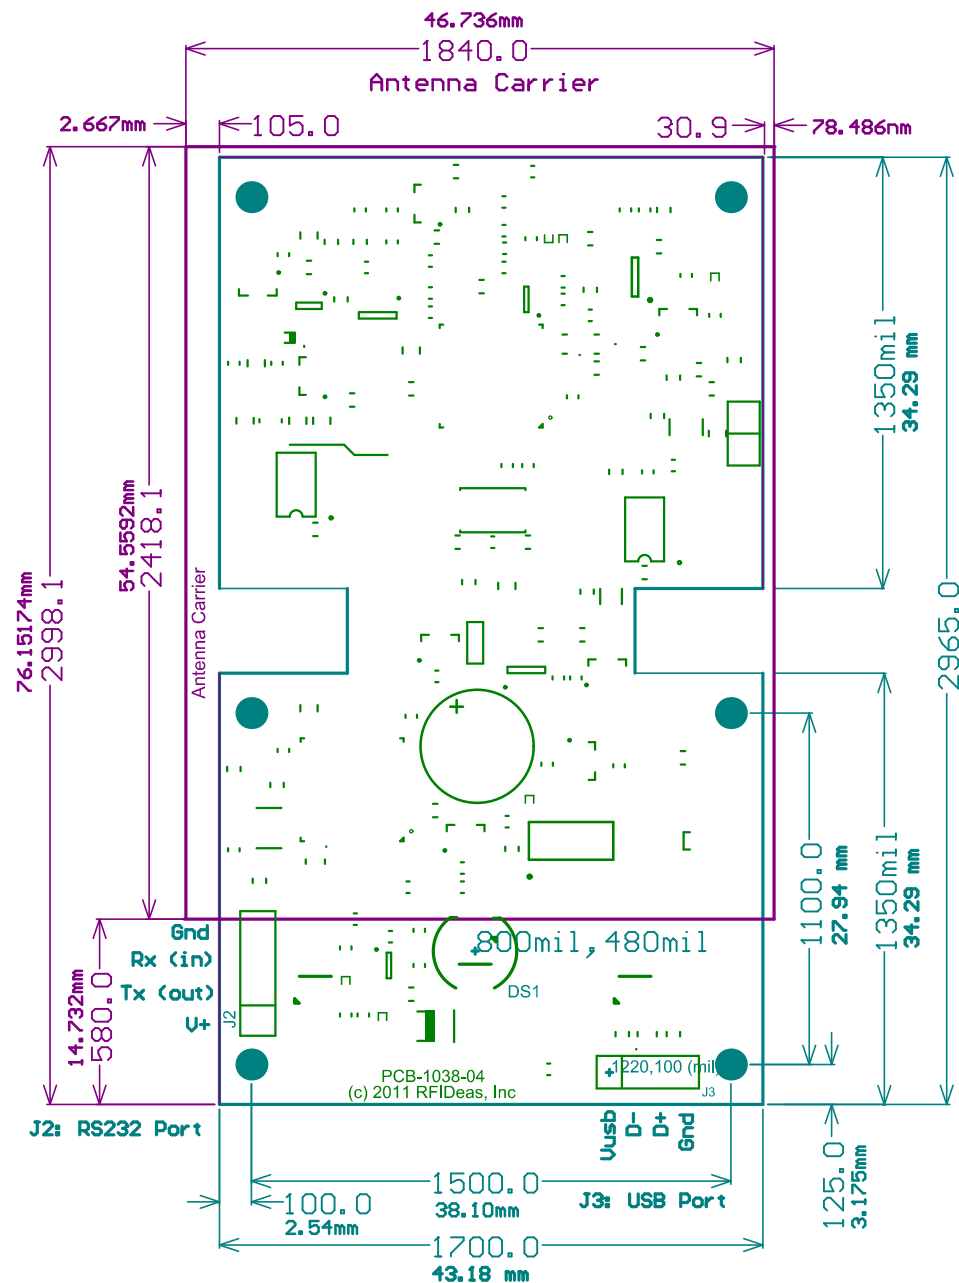 46.736mm
1840.0
Antenna Carrier
2.667mm
105.0
30.9
78.486nm
1350mil
34.29 mm
54.5592mm
2418.1
76.15174mm
2998.1
2965.0
Antenna Carrier
1100.0
27.94 mm
1350mil
34.29 mm
Gnd
Rx (in)
Tx (out)
V+
J2
14.732mm
580.0
+
800mil,480mil
+
DS1
PCB-1038-04
(c) 2011 RFIDeas, Inc
+
1220,100 (mil)
J3
J2: RS232 Port
Vusb
D-
D+
Gnd
125.0
3.175mm
1500.0
38.10mm
J3: USB Port
100.0
2.54mm
1700.0
43.18 mm